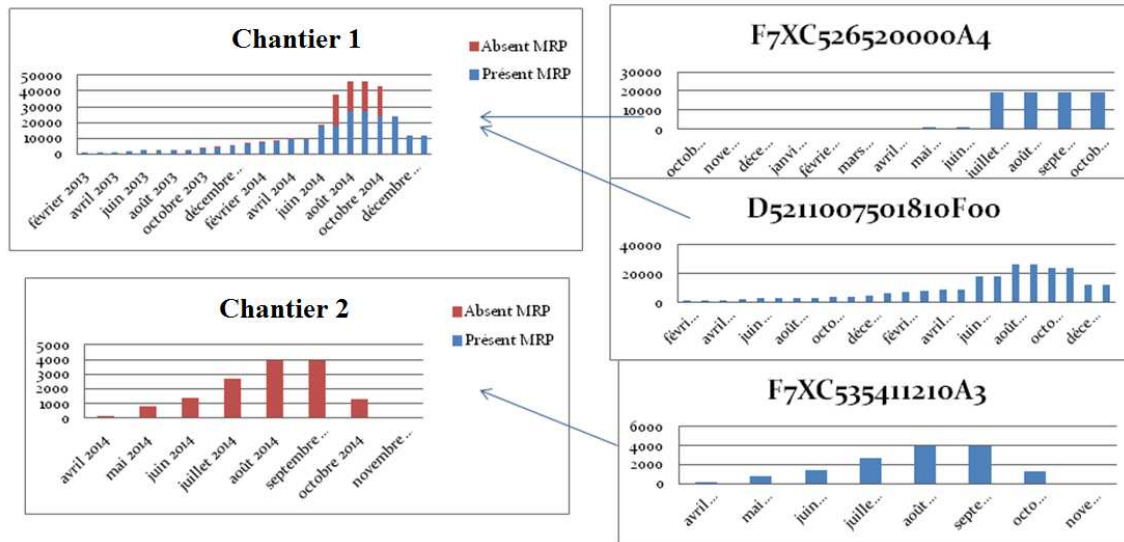 Chantier 1
Absent MRP
Présent MRP
50000
40000
30000
20000
10000
0
février 2013
avril 2013
juin 2013
août 2013
octobre 2013
décembre...
février 2014
avril 2014
juin 2014
août 2014
octobre 2014
décembre...
F7XC526520000A4
30000
20000
10000
0
octob...
nove...
déce...
janvi...
févrie...
mars...
avril...
mai...
juin...
juillet...
août...
septe...
octob...
D5211007501810F00
40000
20000
0
févri...
avril...
juin...
août...
octo...
déce...
févri...
avril...
juin...
août...
octo...
déce...
Chantier 2
Absent MRP
Présent MRP
5000
4000
3000
2000
1000
0
avril 2014
mai 2014
juin 2014
juillet 2014
août 2014
septembre...
octobre 2014
novembre...
F7XC535411210A3
6000
4000
2000
0
avril...
mai...
juin...
juille...
août...
septe...
octo...
nove...